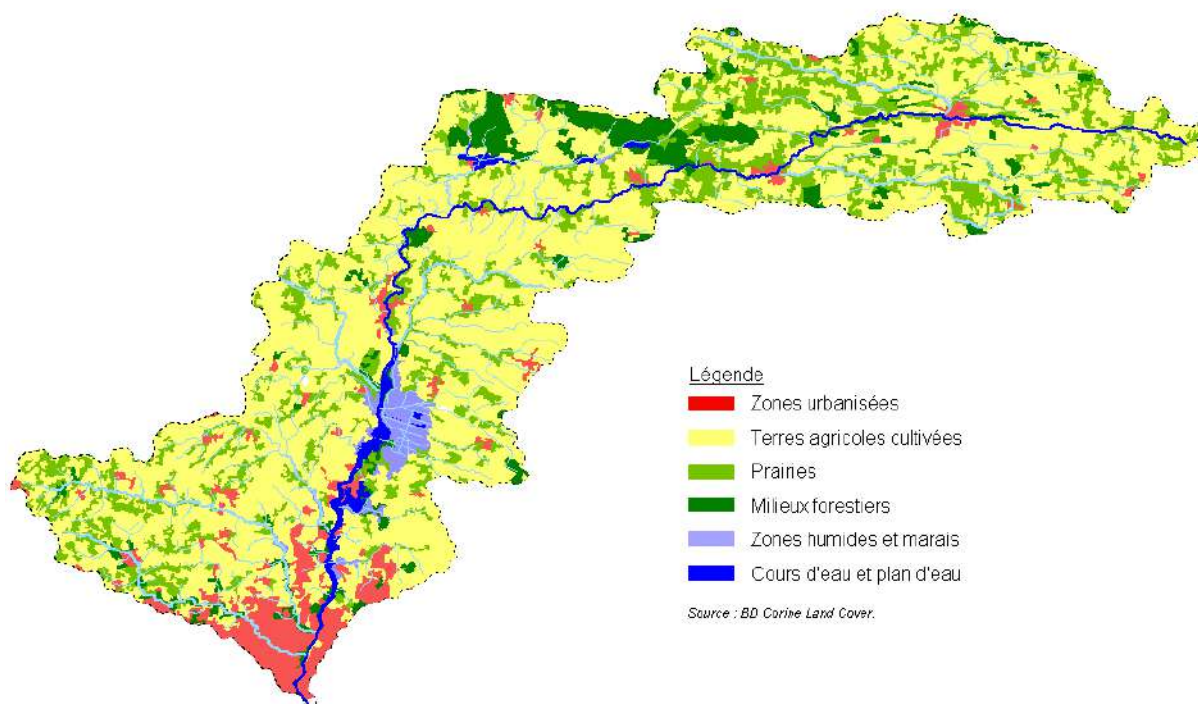 Légende
Zones urbanisées
Terres agricoles cultivées
Prairies
Milieux forestiers
Zones humides et marais
Cours d'eau et plan d'eau
Source : BD Corine Land Cover.